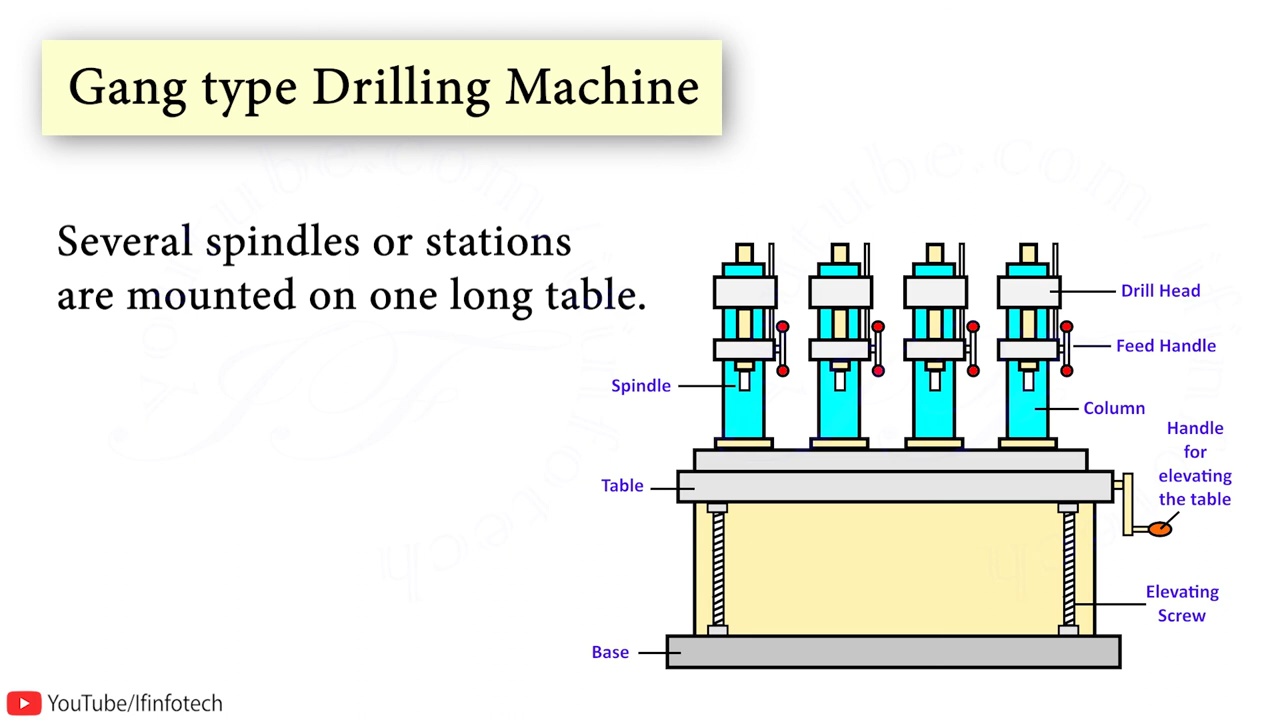 Gang type Drilling Machine
Several spindles or stations
are mounted on one long table.
Drill Head
Feed Handle
Spindle
Column
Handle
for
elevating
the table
Table
Elevating
Screw
Base
YouTube/Ifinfotech